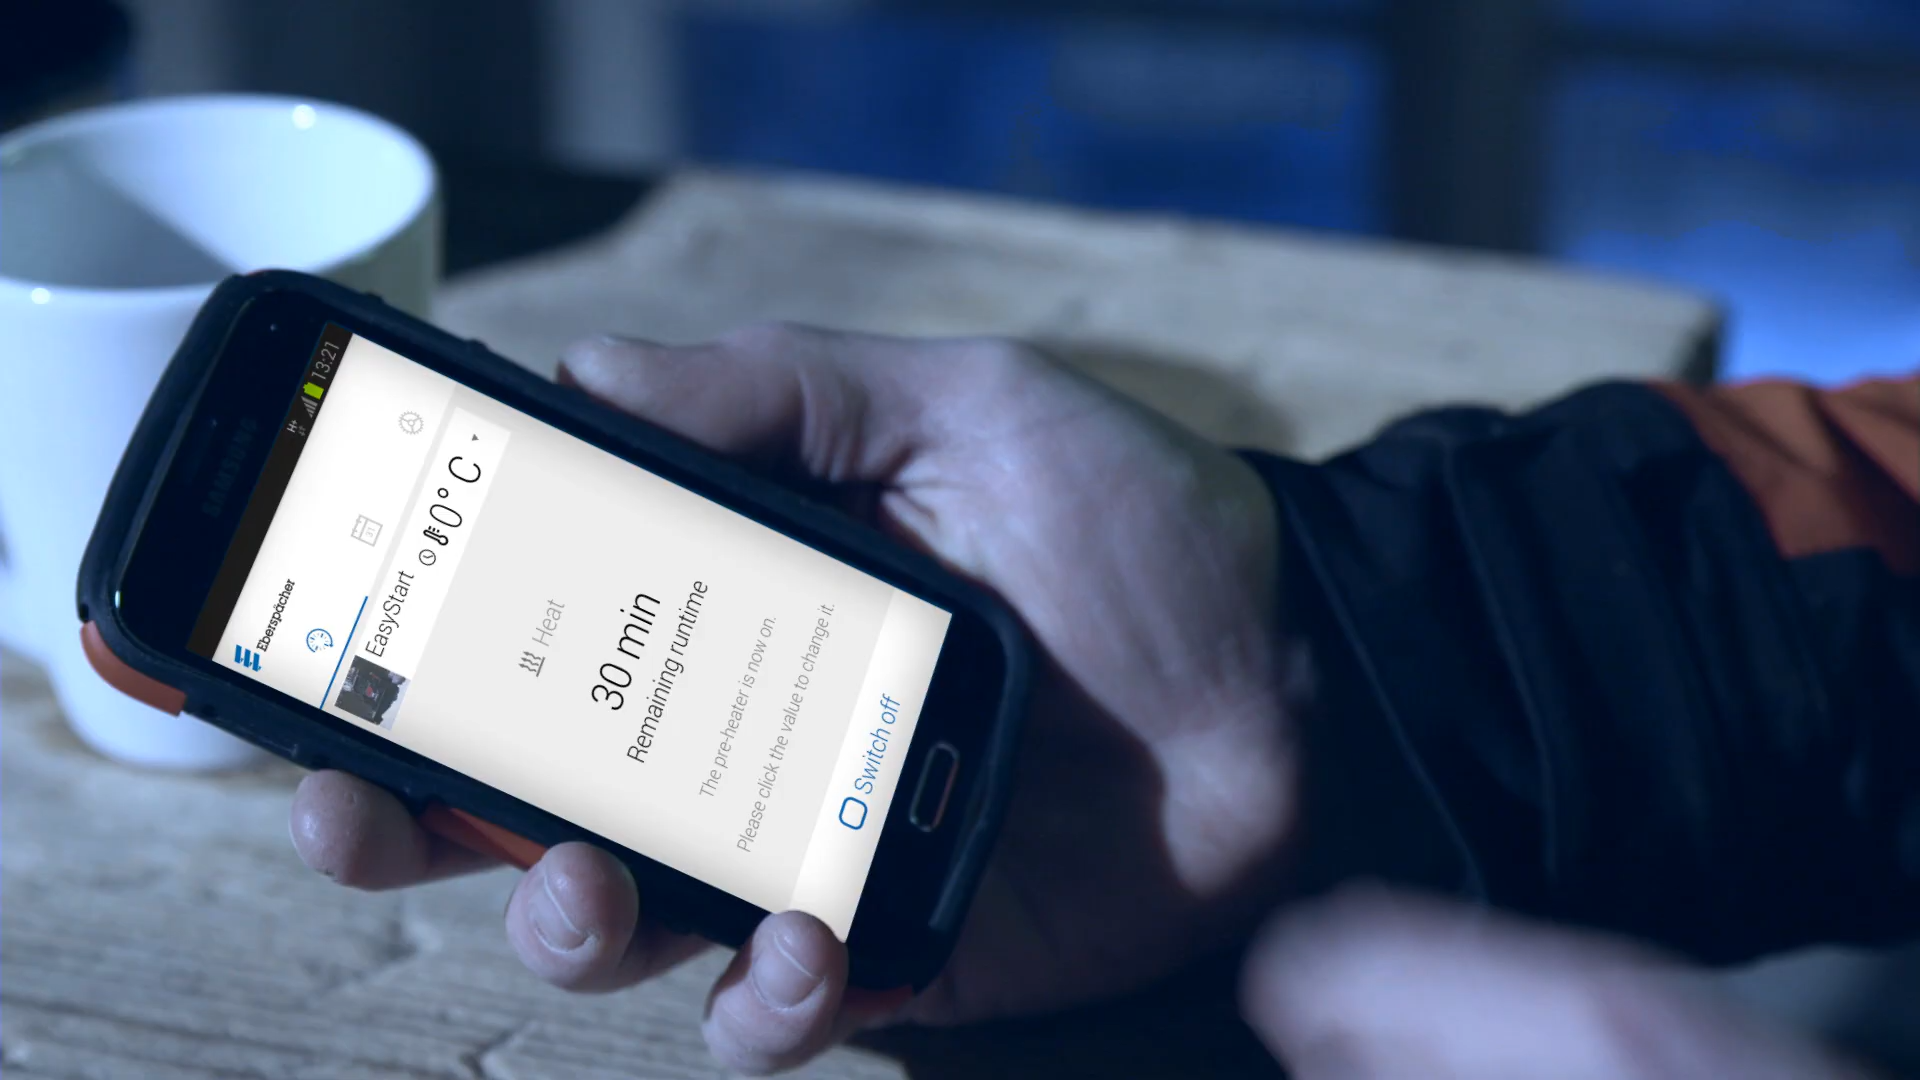 SAMSUNG
H+ 13:21
Eberspächer
31
EasyStart
0° C
Heat
30 min
Remaining runtime
The pre-heater is now on.
Please click the value to change it.
Switch off